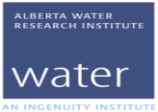 ALBERTA WATER
RESEARCH INSTITUTE
water
AN INGENUITY INSTITUTE